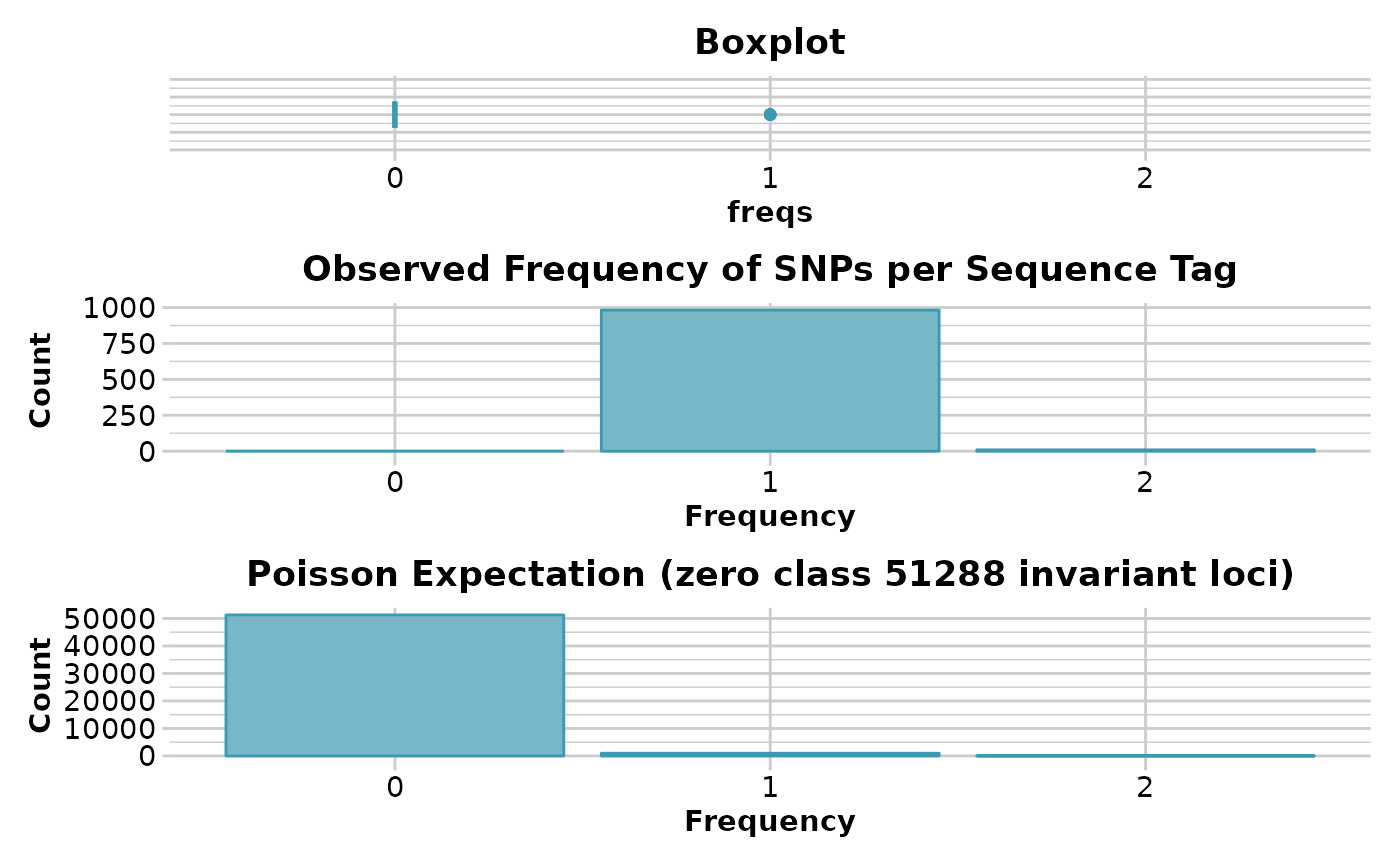 Boxplot
0 1 2
freqs
Observed Frequency of SNPs per Sequence Tag
Count
1000
750
500
250
0
0 1 2
Frequency
Poisson Expectation (zero class 51288 invariant loci)
Count
50000
40000
30000
20000
10000
0
0 1 2
Frequency